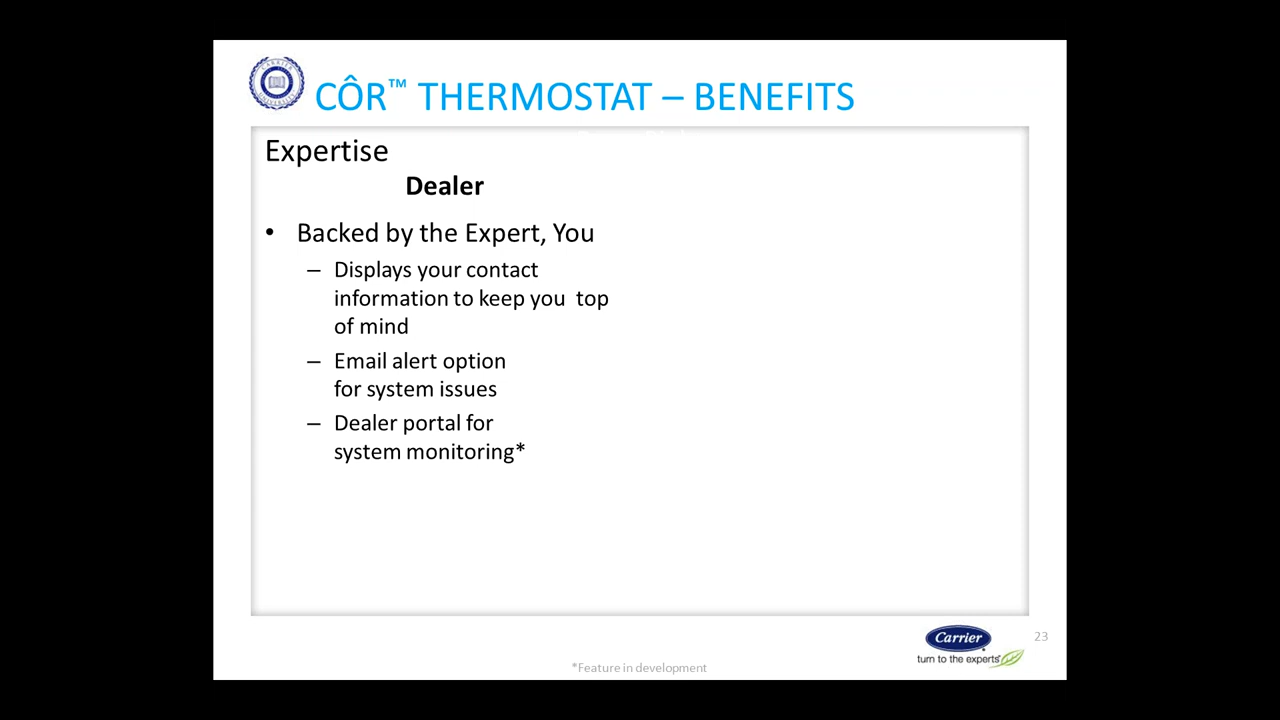 CÔR™ THERMOSTAT – BENEFITS
Expertise
Dealer
• Backed by the Expert, You
– Displays your contact
information to keep you top
of mind
– Email alert option
for system issues
– Dealer portal for
system monitoring*
Carrier
turn to the experts
23
*Feature in development